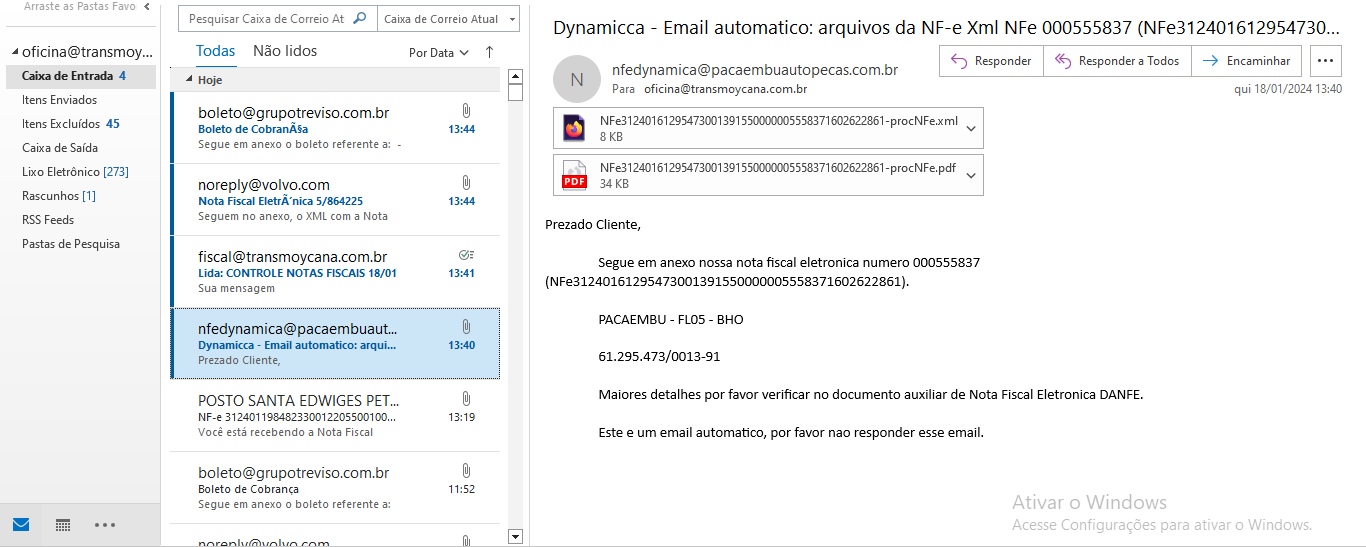 Arraste as Pastas Favo
oficina@transmoy...
Caixa de Entrada 4
Itens Enviados
Itens Excluídos 45
Caixa de Saída
Lixo Eletrônico [273]
Rascunhos [1]
RSS Feeds
Pastas de Pesquisa
Pesquisar Caixa de Correio At
Caixa de Correio Atual
Todas Não lidos
Por Data
Hoje
boleto@grupotreviso.com.br
Boleto de CobranÃ§a 13:44
Segue em anexo o boleto referente a: -
noreply@volvo.com
Nota Fiscal EletrÃ´nica 5/864225 13:44
Seguem no anexo, o XML com a Nota
fiscal@transmoycana.com.br
Lida: CONTROLE NOTAS FISCAIS 18/01 13:41
Sua mensagem
nfedynamica@pacaembuaut...
Dynamicca - Email automatico: arqui... 13:40
Prezado Cliente,
POSTO SANTA EDWIGES PET...
NF-e 31240119848233001220550010​0... 13:19
Você está recebendo a Nota Fiscal
boleto@grupotreviso.com.br
Boleto de Cobrança 11:52
Segue em anexo o boleto referente a:
noreply@volvo.com
Dynamicca - Email automatico: arquivos da NF-e Xml NFe 000555837 (NFe312401612954730...
N
nfedynamica@pacaembuautopecas.com.br
Para oficina@transmoycana.com.br
Responder
Responder a Todos
Encaminhar
qui 18/01/2024 13:40
NFe31240161295473001391550000005558371602622861-procNFe.xml
8 KB
PDF
NFe31240161295473001391550000005558371602622861-procNFe.pdf
34 KB
Prezado Cliente,
Segue em anexo nossa nota fiscal eletronica numero 000555837
(NFe31240161295473001391550000005558371602622861).
PACAEMBU - FL05 - BHO
61.295.473/0013-91
Maiores detalhes por favor verificar no documento auxiliar de Nota Fiscal Eletronica DANFE.
Este e um email automatico, por favor nao responder esse email.
Ativar o Windows
Acesse Configurações para ativar o Windows.